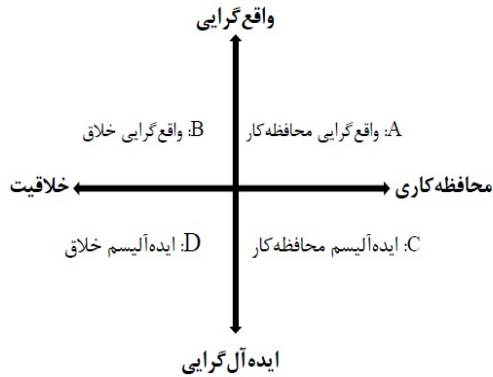 واقع‌گرایی
A: واقع‌گرایی محافظه‌کار
B: واقع‌گرایی خلاق
محافظه‌کاری
خلاقیت
C: ایده‌آلیسم محافظه‌کار
D: ایده‌آلیسم خلاق
ایده‌آل‌گرایی